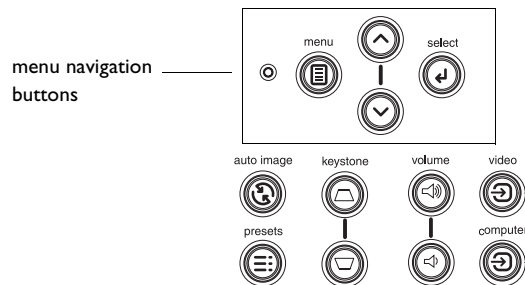 menu navigation
buttons
menu
select
auto image
keystone
volume
video
presets
computer